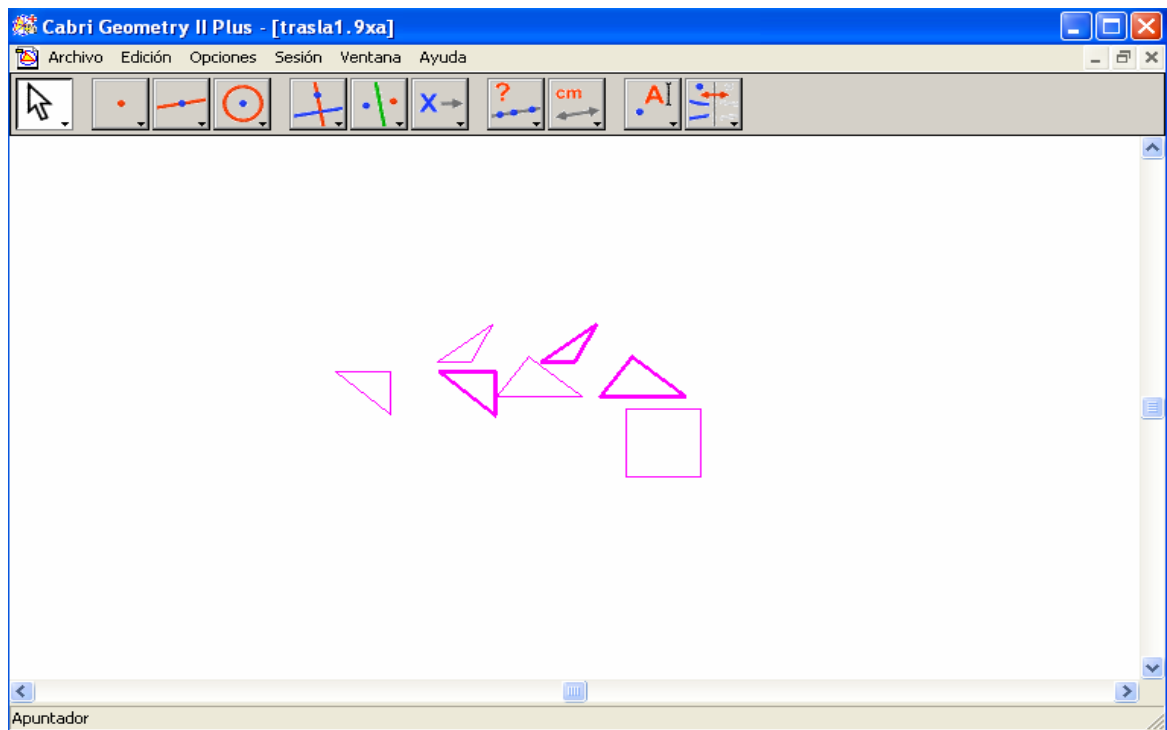 Cabri Geometry II Plus - [trasla1.9xa]
Archivo Edición Opciones Sesión Ventana Ayuda
X ? cm A
Apuntador